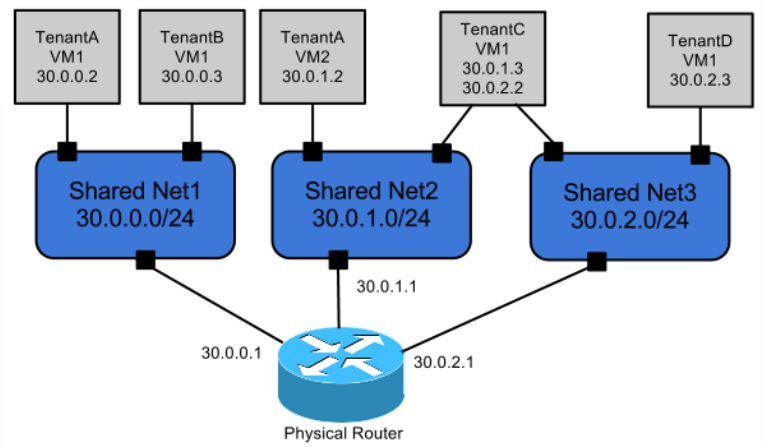 TenantA
VM1
30.0.0.2
TenantB
VM1
30.0.0.3
TenantA
VM2
30.0.1.2
TenantC
VM1
30.0.1.3
30.0.2.2
TenantD
VM1
30.0.2.3
Shared Net1
30.0.0.0/24
Shared Net2
30.0.1.0/24
Shared Net3
30.0.2.0/24
30.0.1.1
30.0.0.1
30.0.2.1
Physical Router